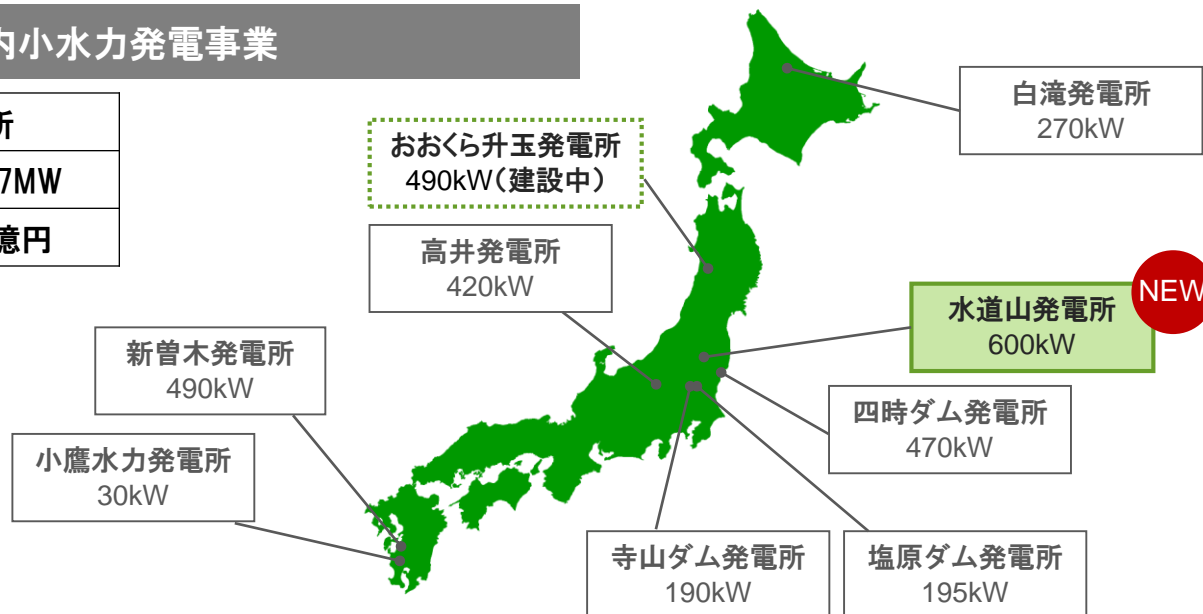 内小水力発電事業
所
7MW
億円
白滝発電所
270kW
おおくら升玉発電所
490kW(建設中)
高井発電所
420kW
NEW
水道山発電所
600kW
新曽木発電所
490kW
四時ダム発電所
470kW
小鷹水力発電所
30kW
寺山ダム発電所
190kW
塩原ダム発電所
195kW